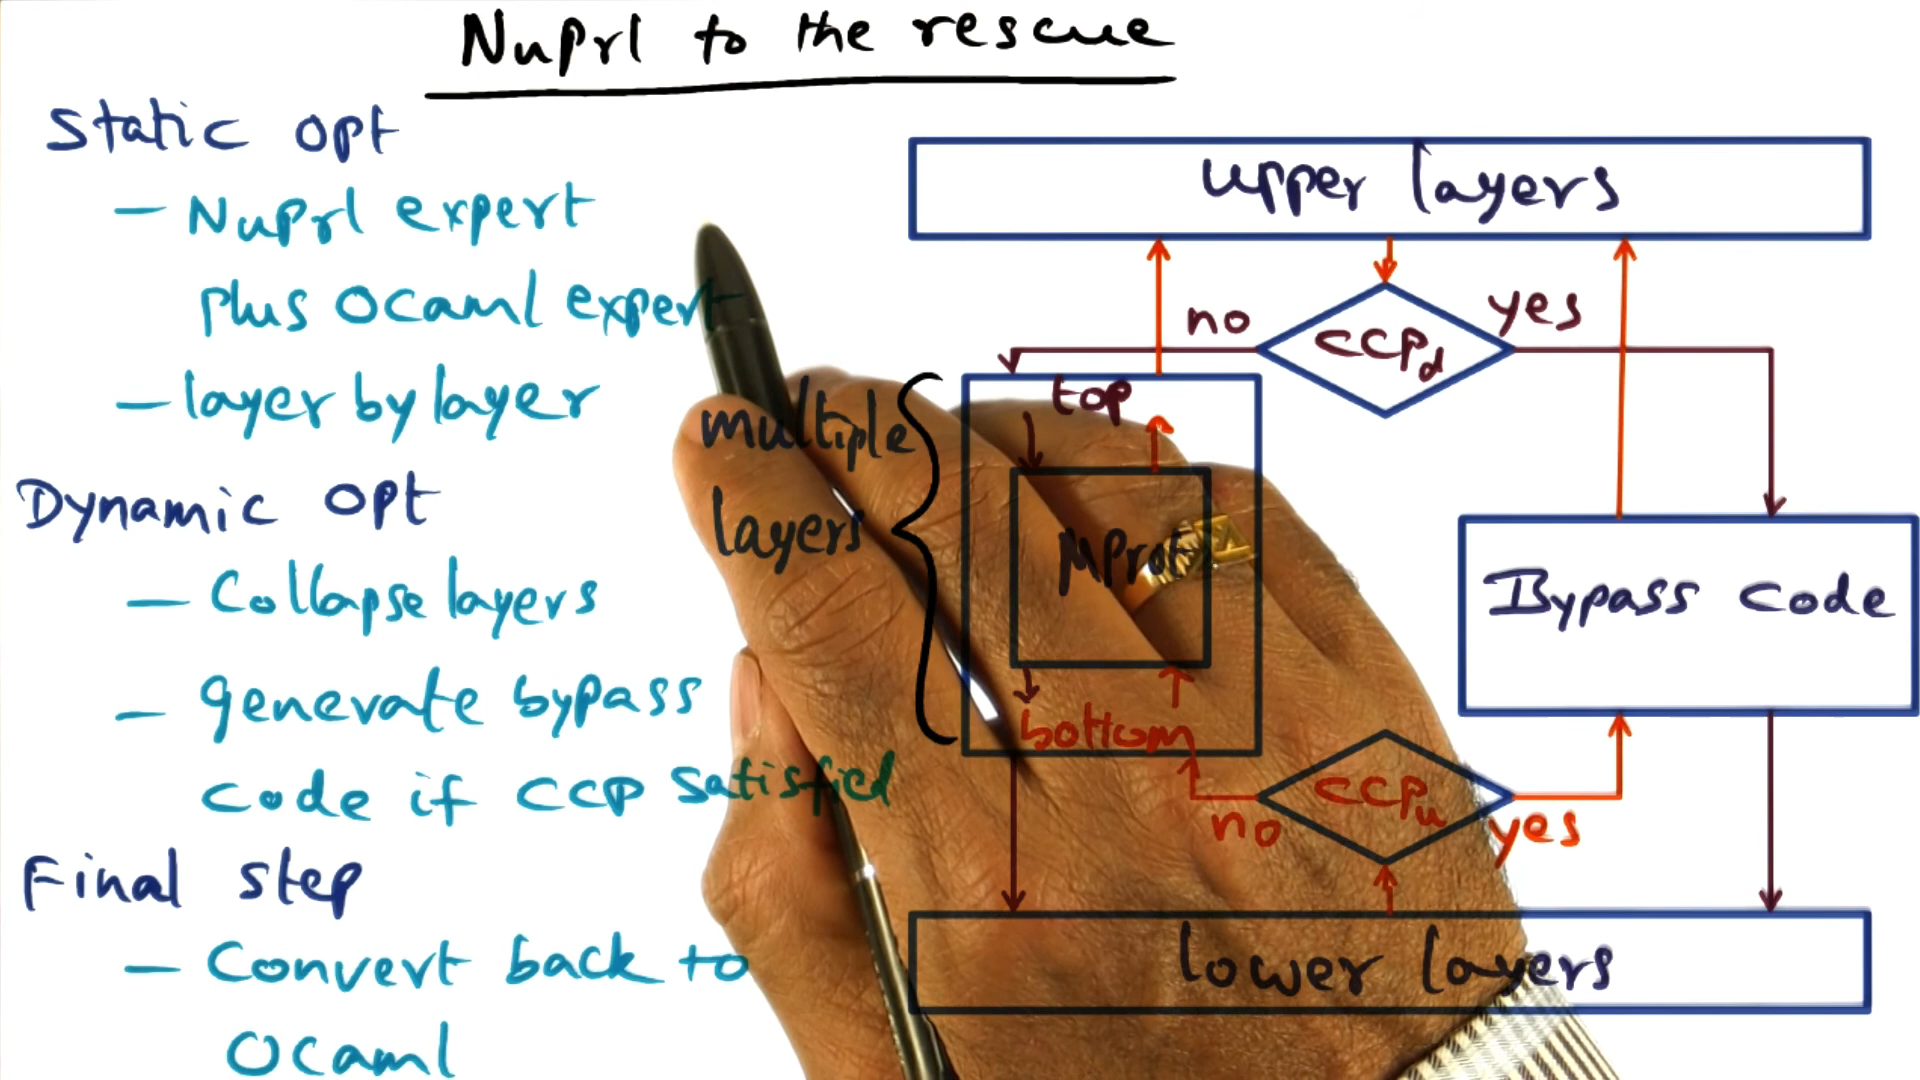 NuPrl to the rescue
Static opt
- NuPrl expert
plus OCaml expert
- layer by layer
Dynamic opt
- Collapse layers
- generate bypass
code if CCP satisfied
Final step
- Convert back to
OCaml
upper layers
no
CCPd
yes
multiple
layers
top
μProt
bottom
Bypass code
no
CCPu
yes
lower layers